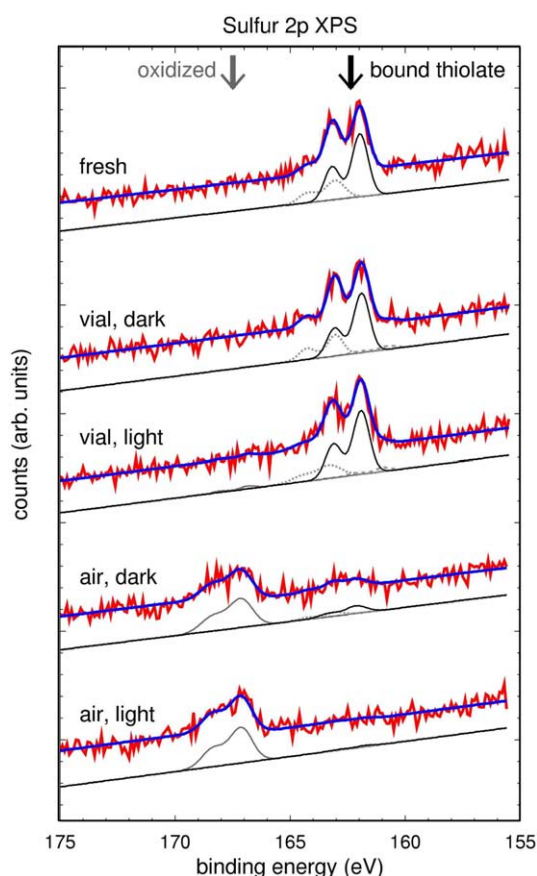 Sulfur 2p XPS
oxidized
bound thiolate
fresh
vial, dark
vial, light
air, dark
air, light
counts (arb. units)
175 170 165 160 155
binding energy (eV)